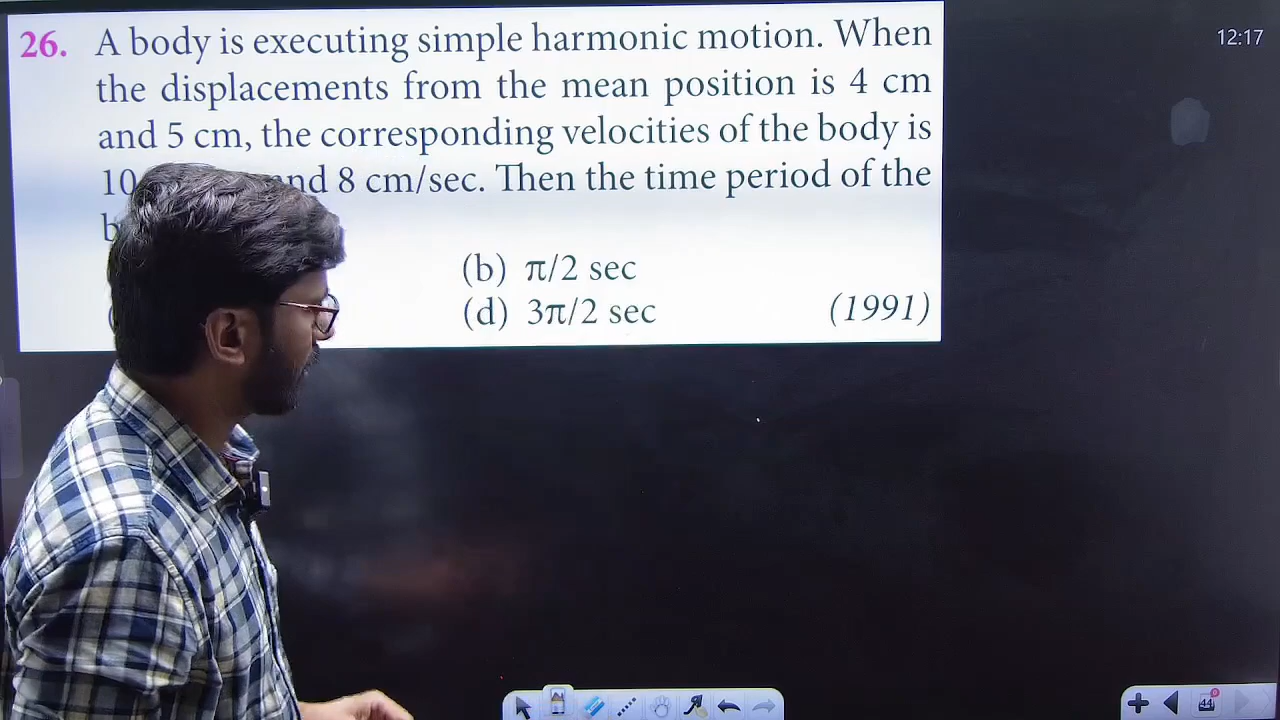 26. A body is executing simple harmonic motion. When
the displacements from the mean position is 4 cm
and 5 cm, the corresponding velocities of the body is
10 and 8 cm/sec. Then the time period of the
(b) π/2 sec
(d) 3π/2 sec (1991)
12:17
44